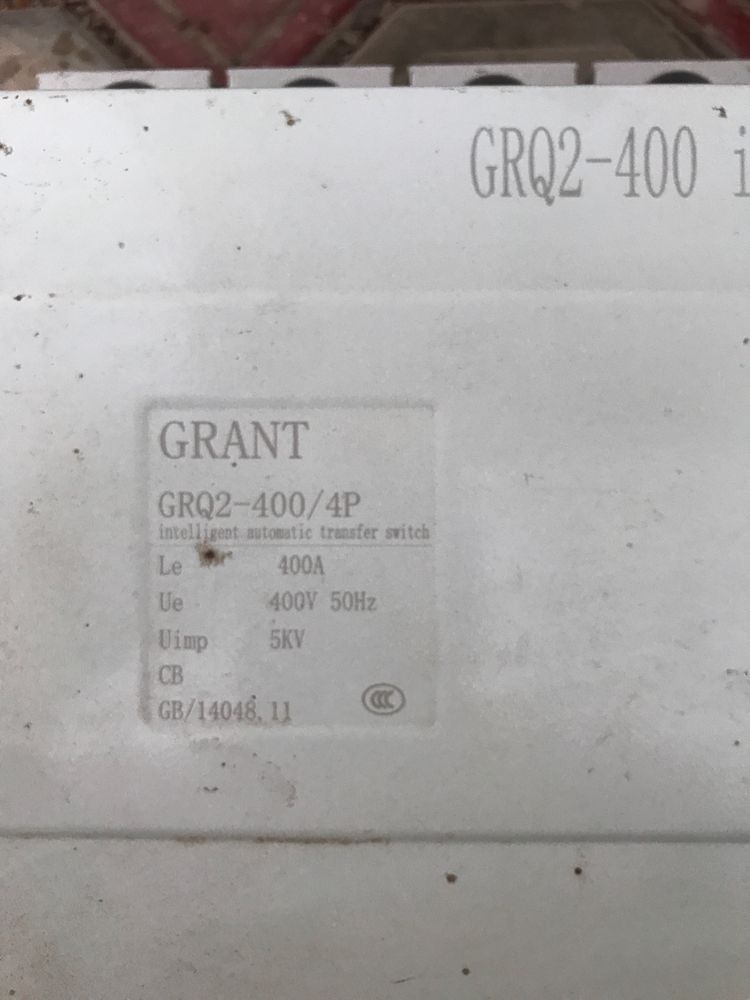 GRQ2-400 i
GRANT
GRQ2-400/4P
intelligent automatic transfer switch
Le 400A
Ue 400V 50Hz
Uimp 5KV
CB
GB/14048.11
CCC